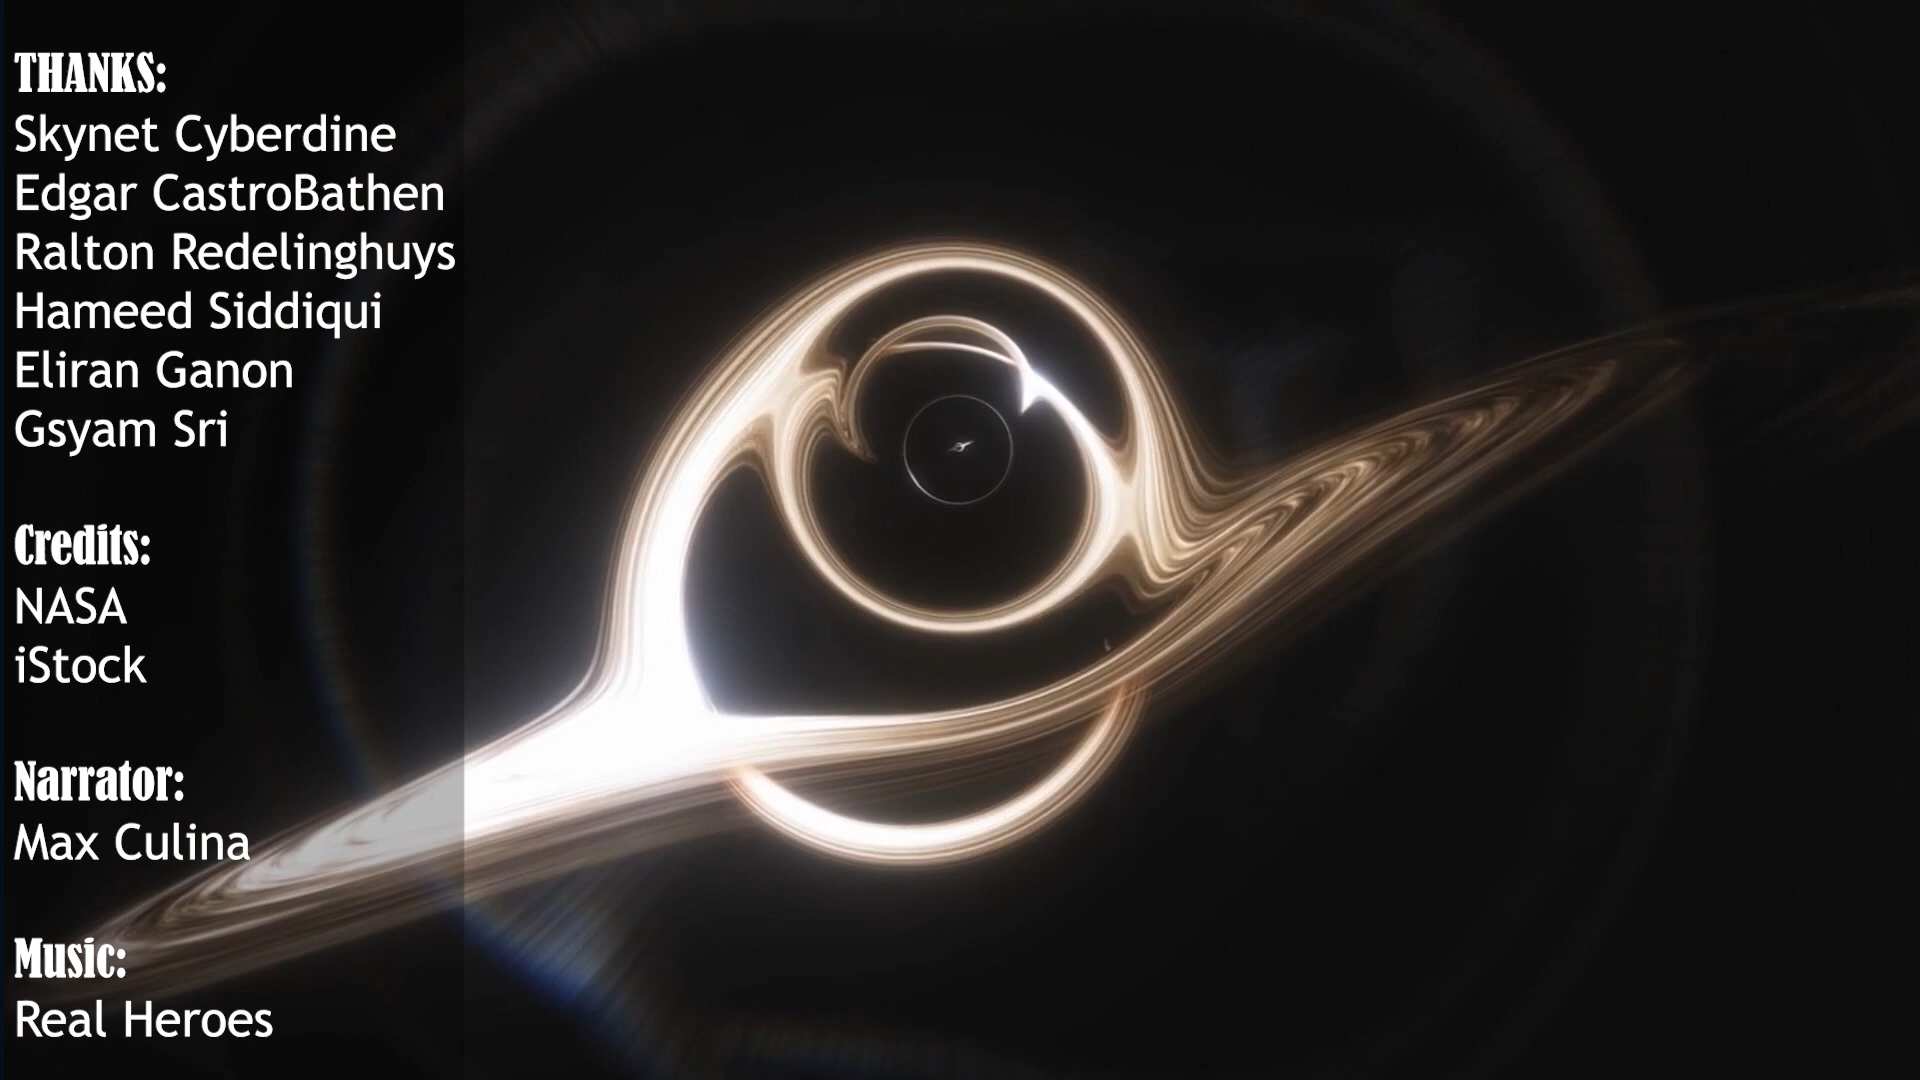 THANKS:
Skynet Cyberdine
Edgar CastroBathen
Ralton Redelinghuys
Hameed Siddiqui
Eliran Ganon
Gsyam Sri
Credits:
NASA
iStock
Narrator:
Max Culina
Music:
Real Heroes